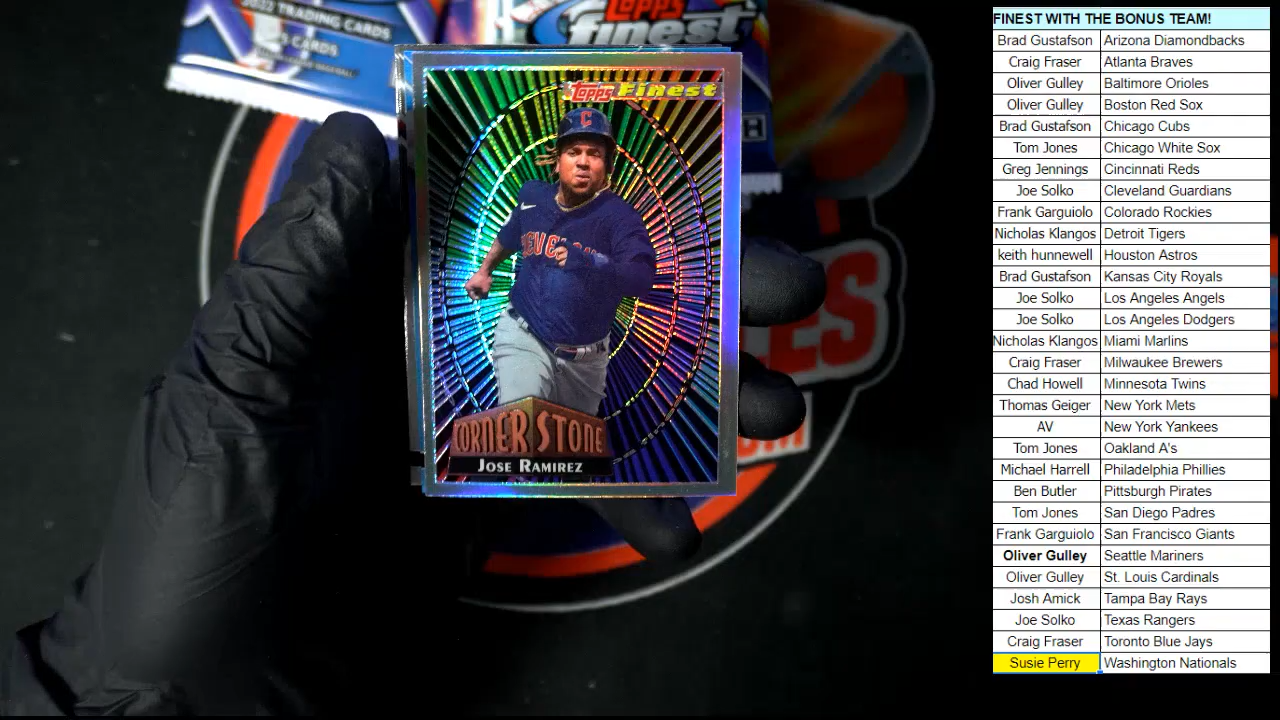 2022 TRADING CARDS
CARDS
Topps
finest
Topps Finest
C
CORNERSTONE
JOSE RAMIREZ
FINEST WITH THE BONUS TEAM!
Brad Gustafson Arizona Diamondbacks
Craig Fraser Atlanta Braves
Oliver Gulley Baltimore Orioles
Oliver Gulley Boston Red Sox
Brad Gustafson Chicago Cubs
Tom Jones Chicago White Sox
Greg Jennings Cincinnati Reds
Joe Solko Cleveland Guardians
Frank Garguiolo Colorado Rockies
Nicholas Klangos Detroit Tigers
keith hunnewell Houston Astros
Brad Gustafson Kansas City Royals
Joe Solko Los Angeles Angels
Joe Solko Los Angeles Dodgers
Nicholas Klangos Miami Marlins
Craig Fraser Milwaukee Brewers
Chad Howell Minnesota Twins
Thomas Geiger New York Mets
AV New York Yankees
Tom Jones Oakland A's
Michael Harrell Philadelphia Phillies
Ben Butler Pittsburgh Pirates
Tom Jones San Diego Padres
Frank Garguiolo San Francisco Giants
Oliver Gulley Seattle Mariners
Oliver Gulley St. Louis Cardinals
Josh Amick Tampa Bay Rays
Joe Solko Texas Rangers
Craig Fraser Toronto Blue Jays
Susie Perry Washington Nationals